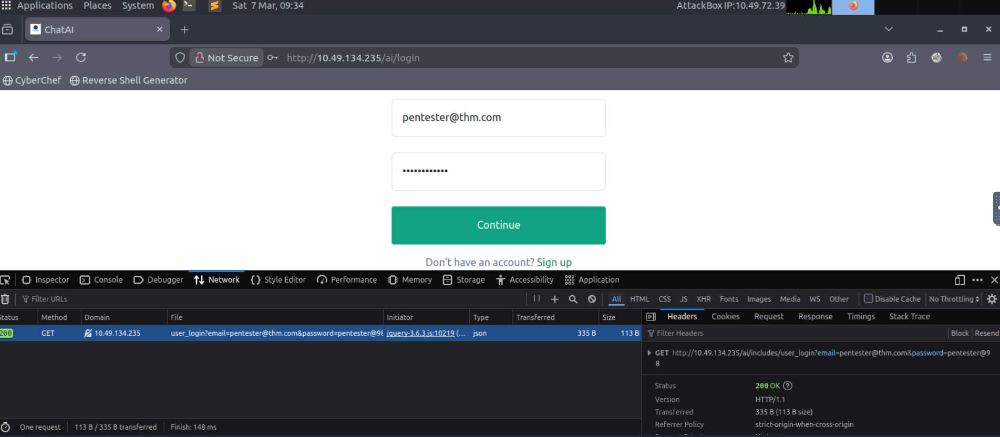 Applications Places System Sat 7 Mar, 09:34 AttackBox IP:10.49.72.39
ChatAI
Not Secure http://10.49.134.235/ai/login
CyberChef Reverse Shell Generator
pentester@thm.com
••••••••••••
Continue
Don't have an account? Sign up
Inspector Console Debugger Network Style Editor Performance Memory Storage Accessibility Application
Filter URLs All HTML CSS JS XHR Fonts Images Media WS Other Disable Cache No Throttling
Status Method Domain File Initiator Type Transferred Size
200 GET 10.49.134.235 user_login?email=pentester@thm.com&password=pentester@98 jquery-3.6.3.js:10219 (... json 335 B 113 B
Headers Cookies Request Response Timings Stack Trace
Filter Headers Block Resend
GET http://10.49.134.235/ai/includes/user_login?email=pentester@thm.com&password=pentester@9
8
Status 200 OK
Version HTTP/1.1
Transferred 335 B (113 B size)
Referrer Policy strict-origin-when-cross-origin
One request 113 B / 335 B transferred Finish: 148 ms